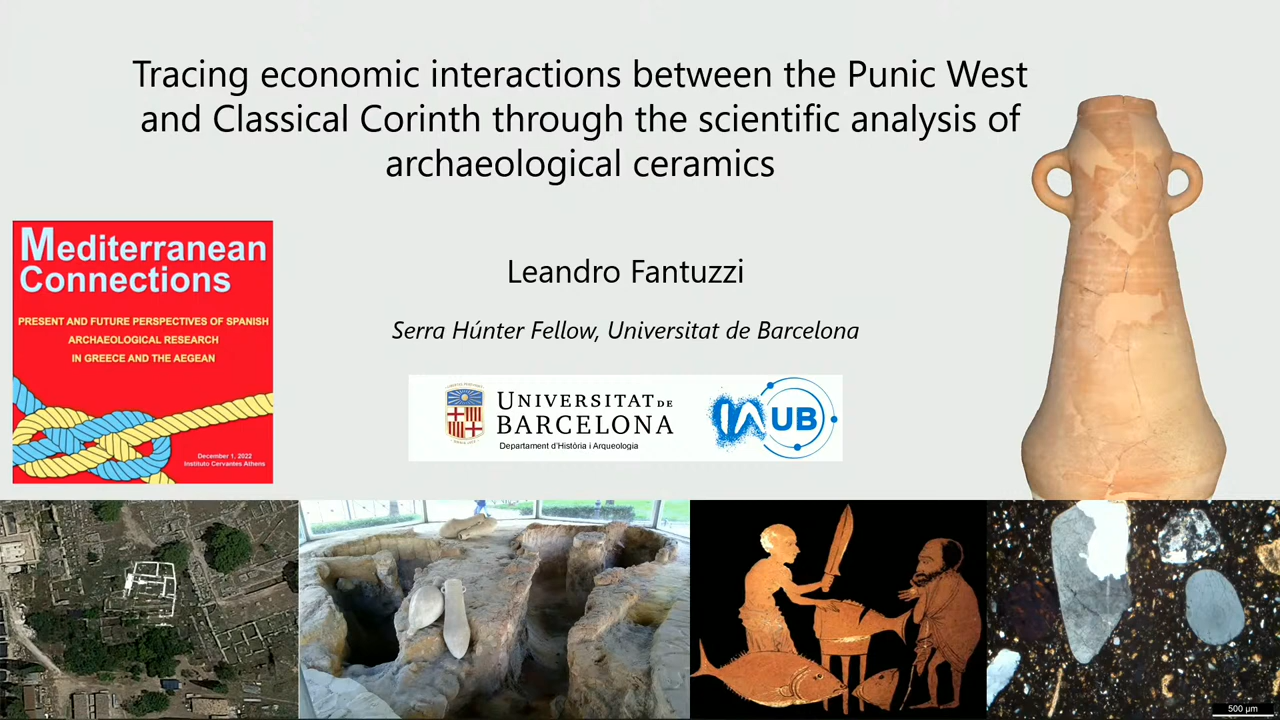 Tracing economic interactions between the Punic West
and Classical Corinth through the scientific analysis of
archaeological ceramics
Mediterranean
Connections
PRESENT AND FUTURE PERSPECTIVES OF SPANISH
ARCHAEOLOGICAL RESEARCH
IN GREECE AND THE AEGEAN
December 1, 2022
Instituto Cervantes Athens
Leandro Fantuzzi
Serra Húnter Fellow, Universitat de Barcelona
UNIVERSITAT DE
BARCELONA
Departament d'Història i Arqueologia
IAUB
500 µm